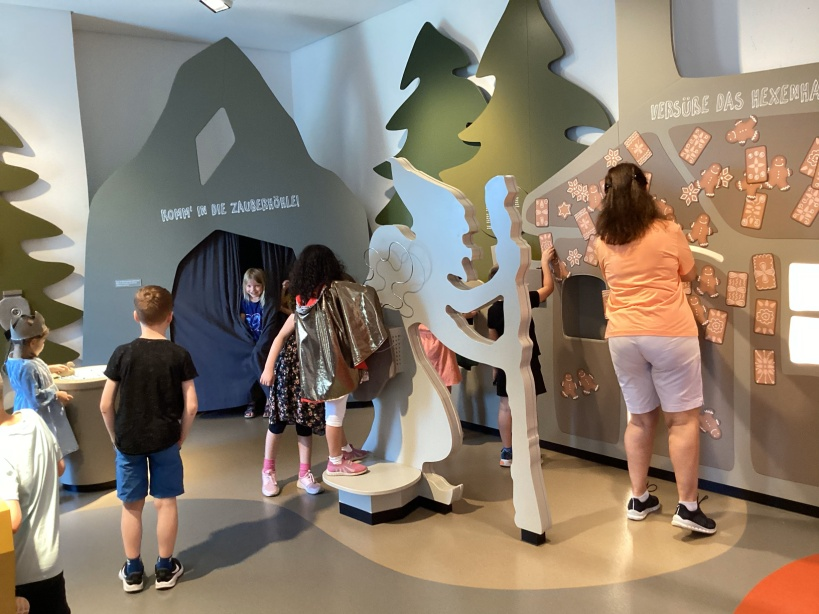 KOMM' IN DIE ZAUBERHÖHLE!
VERSÜẞE DAS HEXENHA